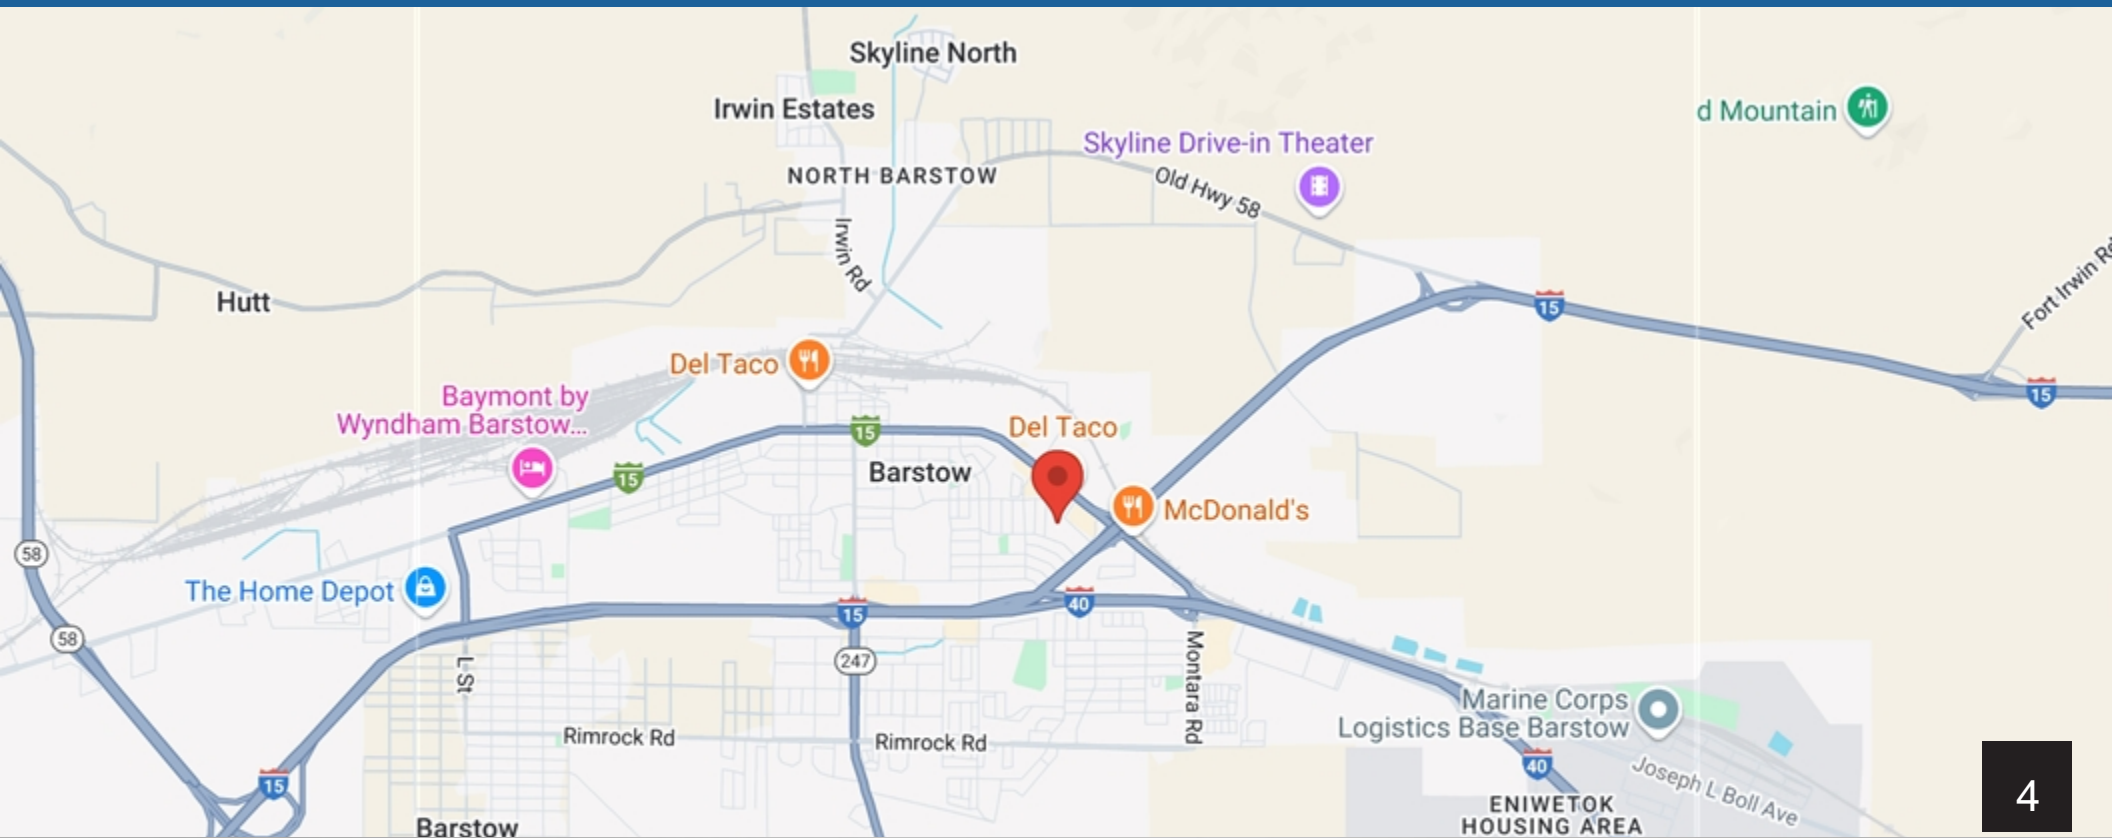 Skyline North
Irwin Estates
d Mountain
Skyline Drive-in Theater
NORTH BARSTOW
Old Hwy 58
Irwin Rd
Fort Irwin Rd
Hutt
15
15
Del Taco
Baymont by
Wyndham Barstow...
15
Del Taco
15
Barstow
McDonald's
58
The Home Depot
15
40
58
247
L St
Montara Rd
Marine Corps
Logistics Base Barstow
Rimrock Rd
Rimrock Rd
40
15
Joseph L Boll Ave
ENIWETOK
HOUSING AREA
Barstow
4